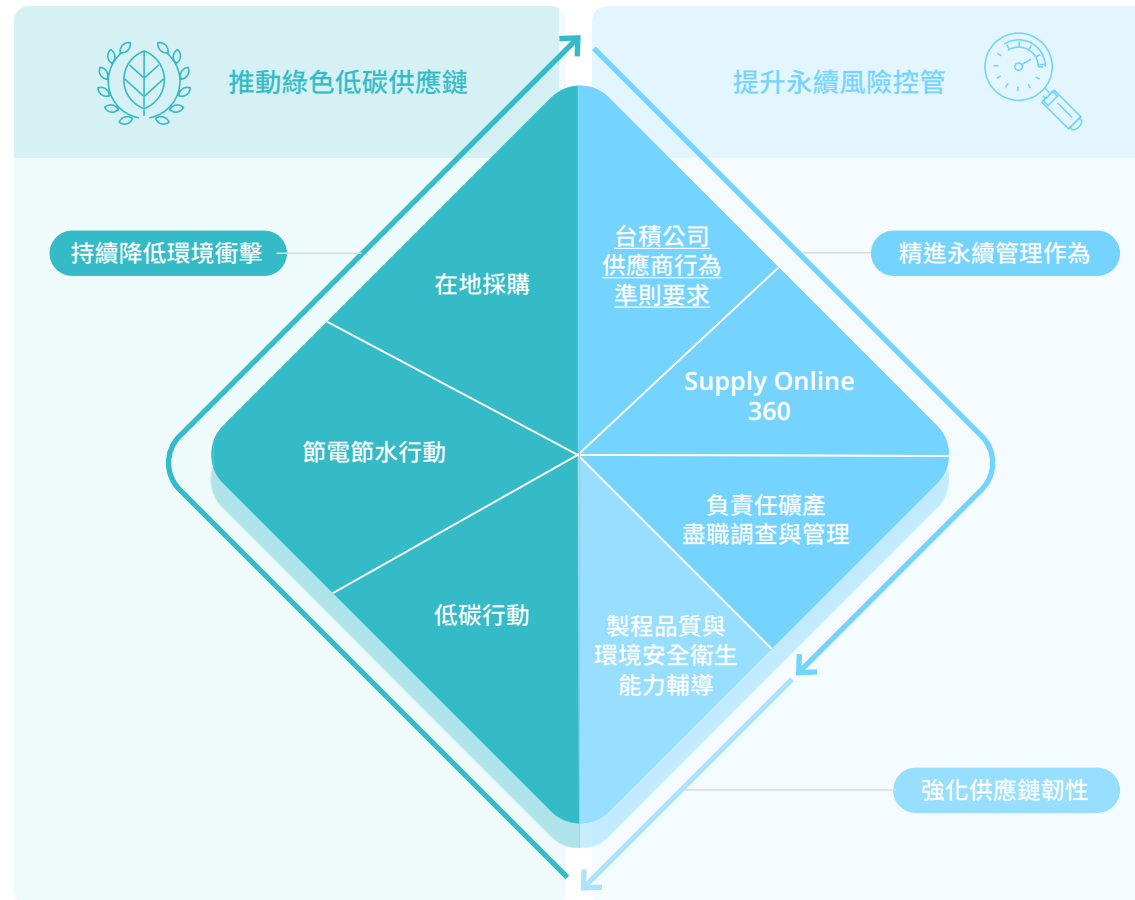 推動綠色低碳供應鏈
提升永續風險控管
持續降低環境衝擊
精進永續管理作為
在地採購
節電節水行動
低碳行動
台積公司
供應商行為
準則要求
Supply Online
360
負責任礦產
盡職調查與管理
製程品質與
環境安全衛生
能力輔導
強化供應鏈韌性